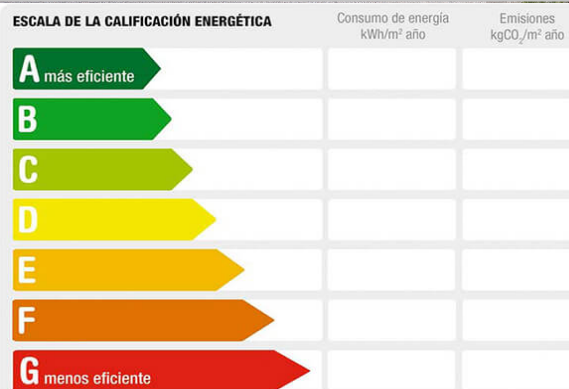 ESCALA DE LA CALIFICACIÓN ENERGÉTICA
Consumo de energía
kWh/m² año
Emisiones
kgCO₂/m² año
A más eficiente
B
C
D
E
F
G menos eficiente